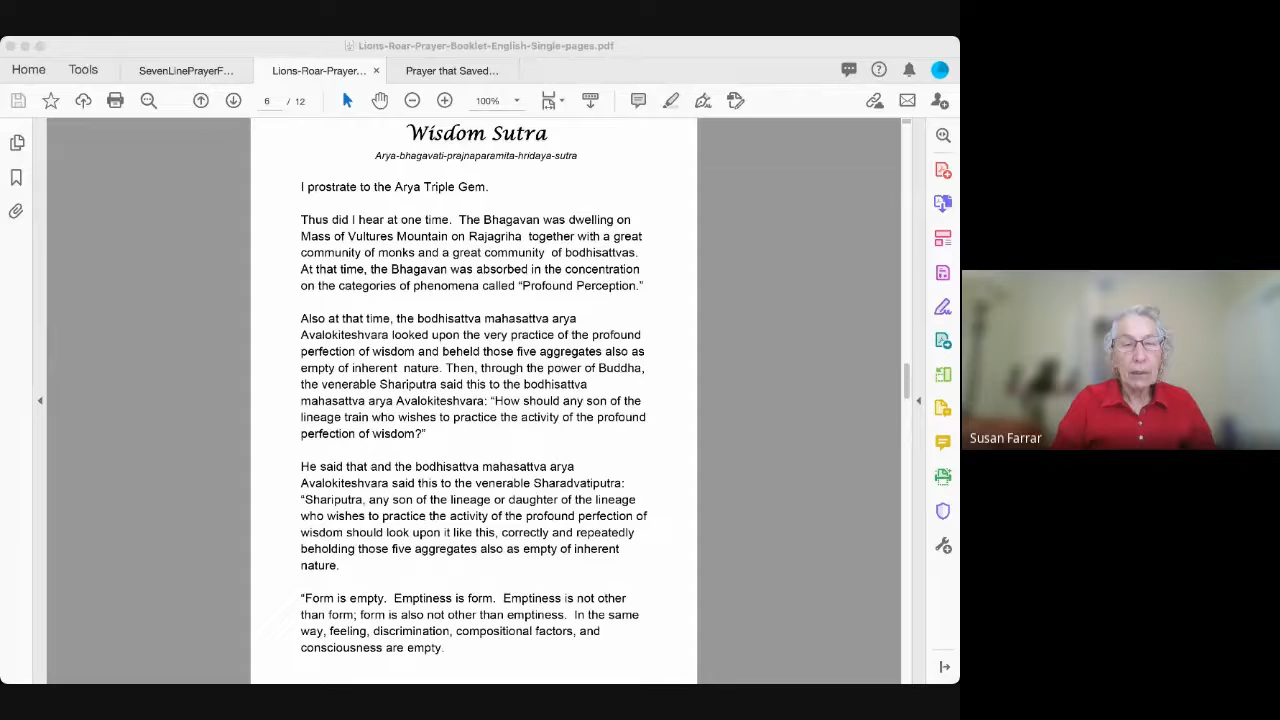 Lions-Roar-Prayer-Booklet-English-Single-pages.pdf
Home Tools SevenLinePrayerF... Lions-Roar-Prayer... × Prayer that Saved...
6 / 12 100%
Wisdom Sutra
Arya-bhagavati-prajnaparamita-hridaya-sutra
I prostrate to the Arya Triple Gem.
Thus did I hear at one time. The Bhagavan was dwelling on
Mass of Vultures Mountain on Rajagriha together with a great
community of monks and a great community of bodhisattvas.
At that time, the Bhagavan was absorbed in the concentration
on the categories of phenomena called “Profound Perception.”
Also at that time, the bodhisattva mahasattva arya
Avalokiteshvara looked upon the very practice of the profound
perfection of wisdom and beheld those five aggregates also as
empty of inherent nature. Then, through the power of Buddha,
the venerable Shariputra said this to the bodhisattva
mahasattva arya Avalokiteshvara: “How should any son of the
lineage train who wishes to practice the activity of the profound
perfection of wisdom?”
He said that and the bodhisattva mahasattva arya
Avalokiteshvara said this to the venerable Sharadvatiputra:
“Shariputra, any son of the lineage or daughter of the lineage
who wishes to practice the activity of the profound perfection of
wisdom should look upon it like this, correctly and repeatedly
beholding those five aggregates also as empty of inherent
nature.
“Form is empty. Emptiness is form. Emptiness is not other
than form; form is also not other than emptiness. In the same
way, feeling, discrimination, compositional factors, and
consciousness are empty.
Susan Farrar